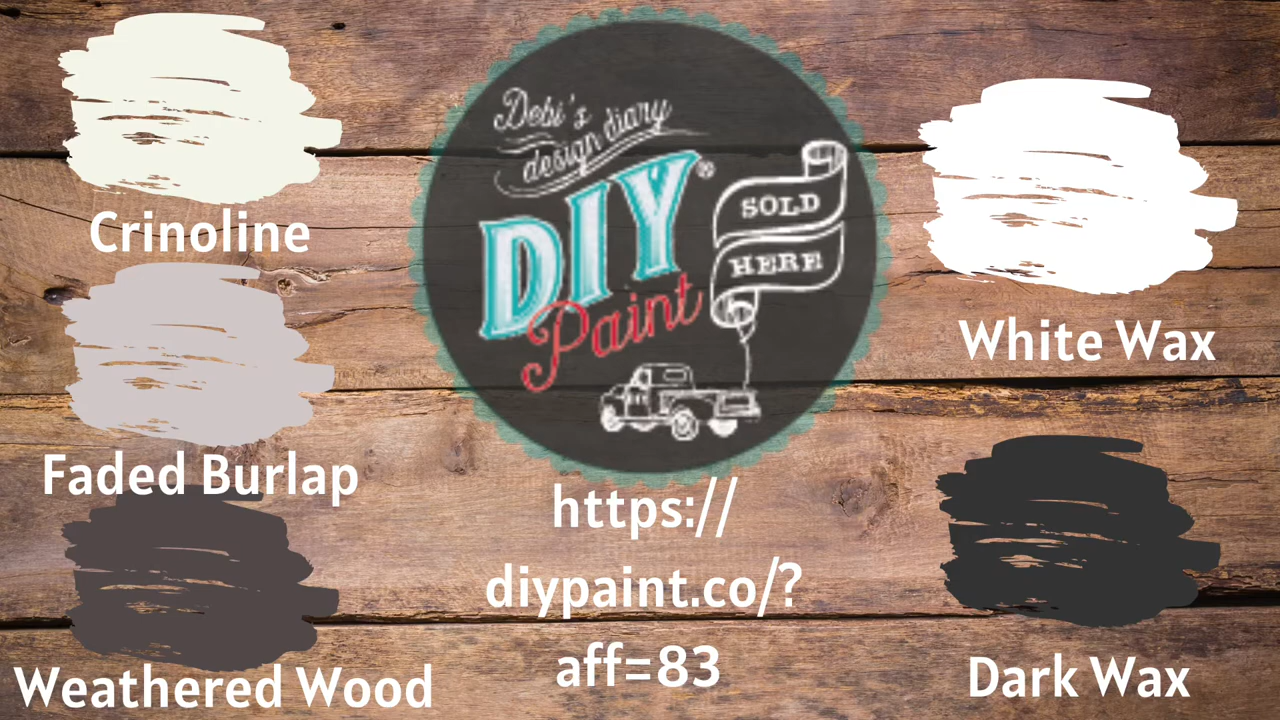 Crinoline
Faded Burlap
Weathered Wood
Debi's
design diary
DIY®
Paint
SOLD
HERE
https://
diypaint.co/?
aff=83
White Wax
Dark Wax